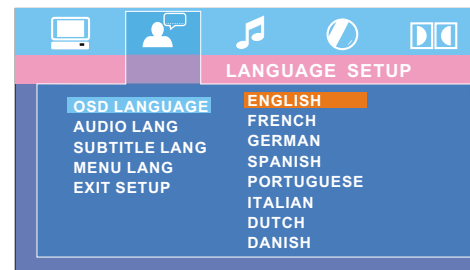 LANGUAGE SETUP
OSD LANGUAGE
AUDIO LANG
SUBTITLE LANG
MENU LANG
EXIT SETUP
ENGLISH
FRENCH
GERMAN
SPANISH
PORTUGUESE
ITALIAN
DUTCH
DANISH